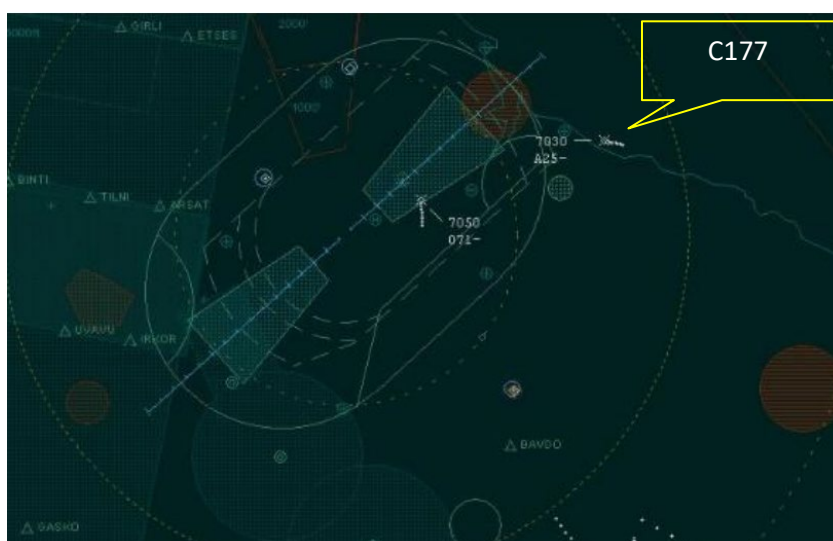 GIRLI
ETSES
2000'
C177
1000'
7030
A25-
BINTI
TILNI
ARSAT
7050
071-
UVAVU
IRKOR
BAVDO
GASKO